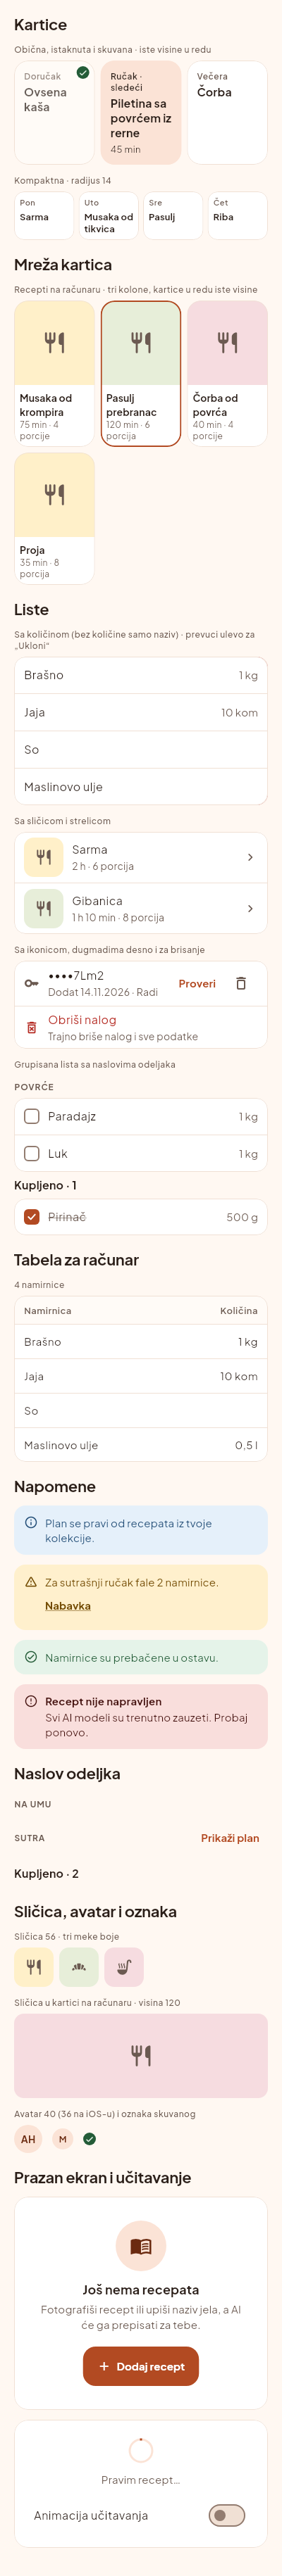 Kartice
Obična, istaknuta i skuvana · iste visine u redu
Doručak
Ovsena
kaša
Ručak ·
sledeći
Piletina sa
povrćem iz
rerne
45 min
Večera
Čorba
Kompaktna · radijus 14
Pon
Sarma
Uto
Musaka od
tikvica
Sre
Pasulj
Čet
Riba
Mreža kartica
Recepti na računaru · tri kolone, kartice u redu iste visine
Musaka od
krompira
75 min · 4
porcije
Pasulj
prebranac
120 min · 6
porcija
Čorba od
povrća
40 min · 4
porcije
Proja
35 min · 8
porcija
Liste
Sa količinom (bez količine samo naziv) · prevuci ulevo za
„Ukloni“
Brašno 1 kg
Jaja 10 kom
So
Maslinovo ulje
Sa sličicom i strelicom
Sarma
2 h · 6 porcija
Gibanica
1 h 10 min · 8 porcija
Sa ikonicom, dugmadima desno i za brisanje
••••7Lm2
Dodat 14.11.2026 · Radi
Proveri
Obriši nalog
Trajno briše nalog i sve podatke
Grupisana lista sa naslovima odeljaka
POVRĆE
Paradajz 1 kg
Luk 1 kg
Kupljeno · 1
Pirinač 500 g
Tabela za računar
4 namirnice
Namirnica Količina
Brašno 1 kg
Jaja 10 kom
So
Maslinovo ulje 0,5 l
Napomene
Plan se pravi od recepata iz tvoje
kolekcije.
Za sutrašnji ručak fale 2 namirnice.
Nabavka
Namirnice su prebačene u ostavu.
Recept nije napravljen
Svi AI modeli su trenutno zauzeti. Probaj
ponovo.
Naslov odeljka
NA UMU
SUTRA Prikaži plan
Kupljeno · 2
Sličica, avatar i oznaka
Sličica 56 · tri meke boje
Sličica u kartici na računaru · visina 120
Avatar 40 (36 na iOS-u) i oznaka skuvanog
AH M
Prazan ekran i učitavanje
Još nema recepata
Fotografiši recept ili upiši naziv jela, a AI
će ga prepisati za tebe.
Dodaj recept
Pravim recept…
Animacija učitavanja